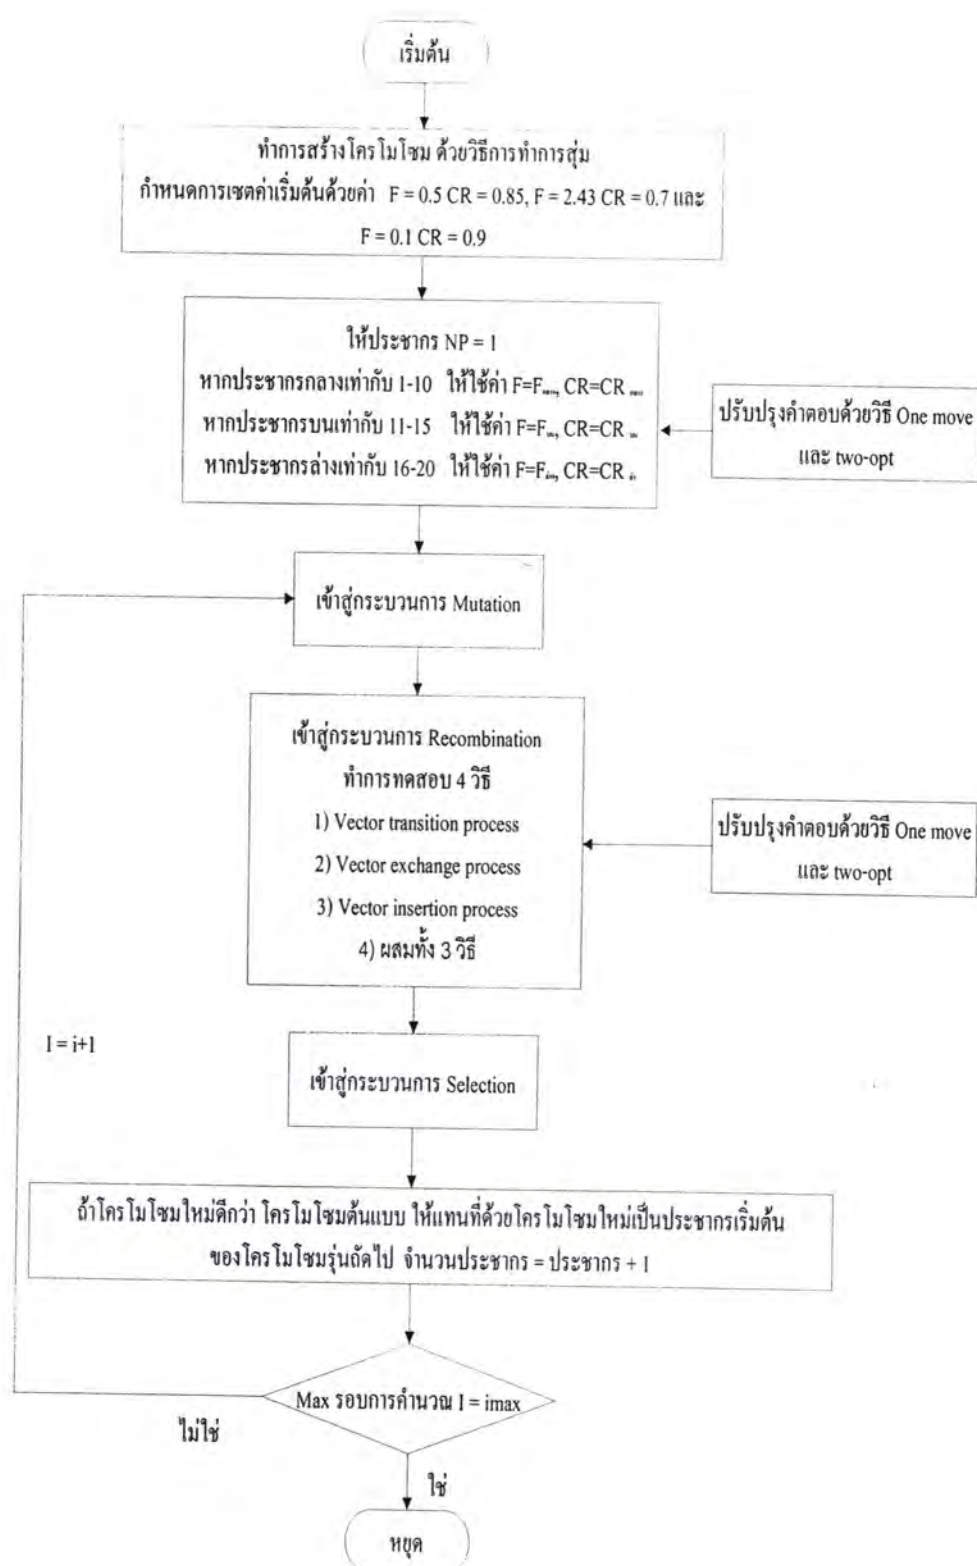 เริ่มต้น
ทำการสร้างโครโมโซม ด้วยวิธีการทำการสุ่ม
กำหนดการเซตค่าเริ่มต้นด้วยค่า F = 0.5 CR = 0.85, F = 2.43 CR = 0.7 และ
F = 0.1 CR = 0.9
ให้ประชากร NP = 1
หากประชากรกลางเท่ากับ 1-10 ให้ใช้ค่า F=F, CR=CR
หากประชากรบนเท่ากับ 11-15 ให้ใช้ค่า F=F, CR=CR
หากประชากรล่างเท่ากับ 16-20 ให้ใช้ค่า F=F, CR=CR
ปรับปรุงคำตอบด้วยวิธี One move
และ two-opt
เข้าสู่กระบวนการ Mutation
เข้าสู่กระบวนการ Recombination
ทำการทดสอบ 4 วิธี
1) Vector transition process
2) Vector exchange process
3) Vector insertion process
4) ผสมทั้ง 3 วิธี
ปรับปรุงคำตอบด้วยวิธี One move
และ two-opt
I = i+1
เข้าสู่กระบวนการ Selection
ถ้าโครโมโซมใหม่ดีกว่า โครโมโซมต้นแบบ ให้แทนที่ด้วยโครโมโซมใหม่เป็นประชากรเริ่มต้น
ของโครโมโซมรุ่นถัดไป จำนวนประชากร = ประชากร + 1
Max รอบการคำนวณ I = imax
ไม่ใช่
ใช่
หยุด